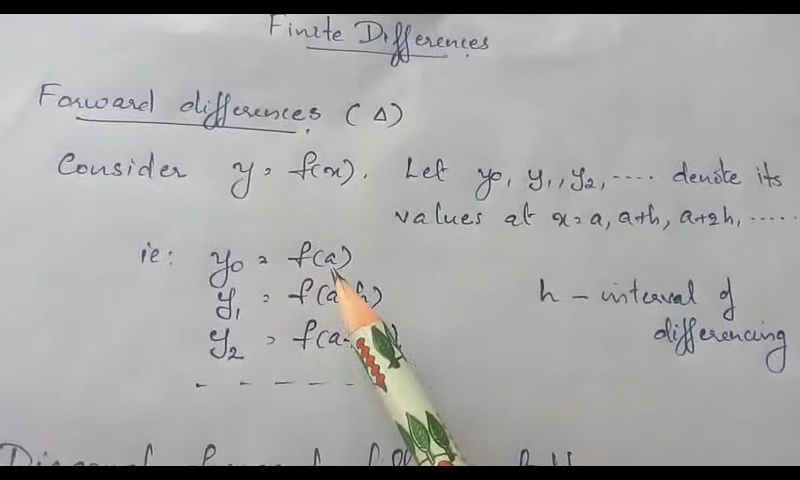 Finite Differences
Forward differences (Δ)
Consider y = f(x). Let y0, y1, y2, .... denote its
values at x = a, a+h, a+2h, .....
ie: y0 = f(a)
y1 = f(a h)
y2 = f(a )
h - interval of
differencing